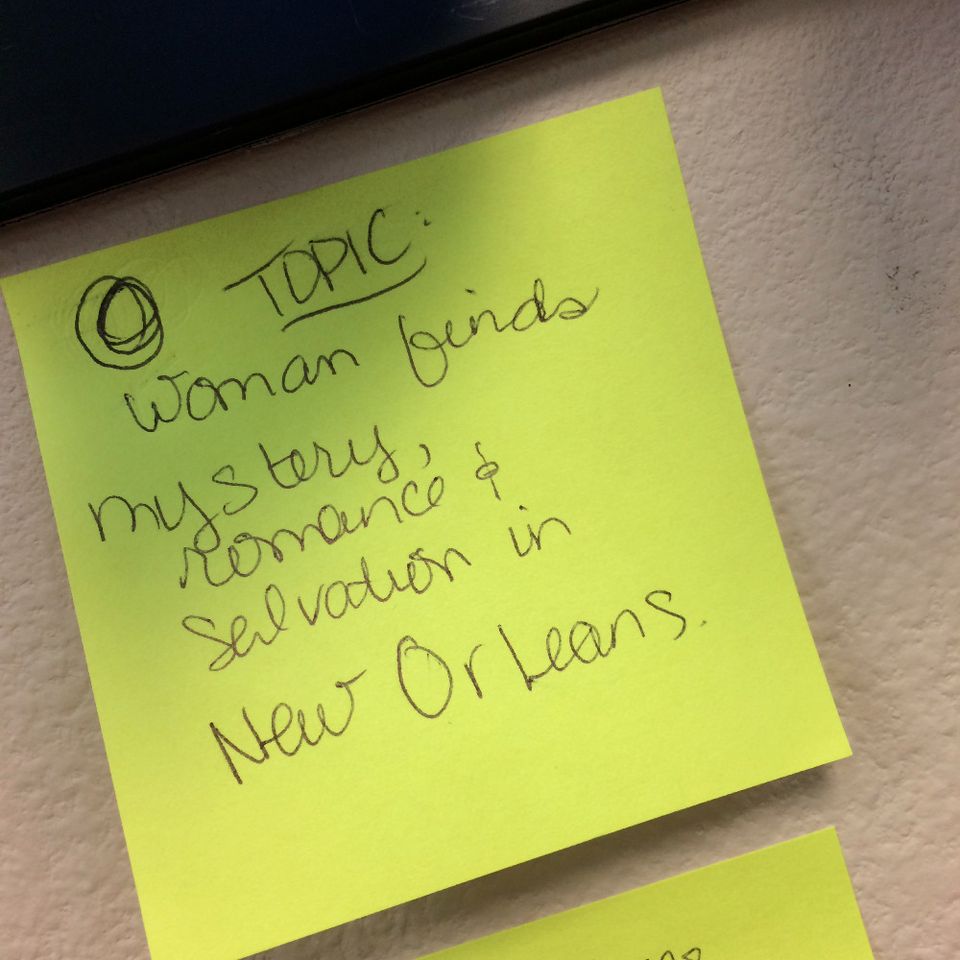 TOPIC:
Woman finds
mystery,
romance &
salvation in
New Orleans.